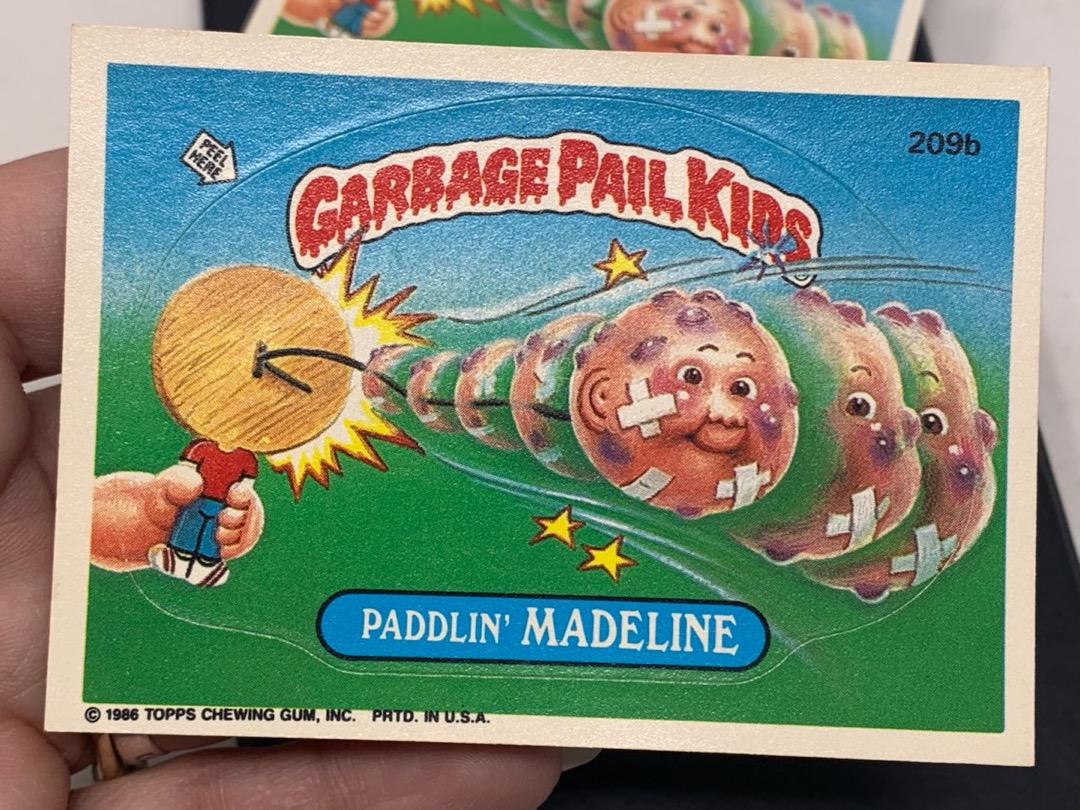 209b
PEEL
HERE
GARBAGE PAIL KIDS
PADDLIN' MADELINE
© 1986 TOPPS CHEWING GUM, INC. PRTD. IN U.S.A.